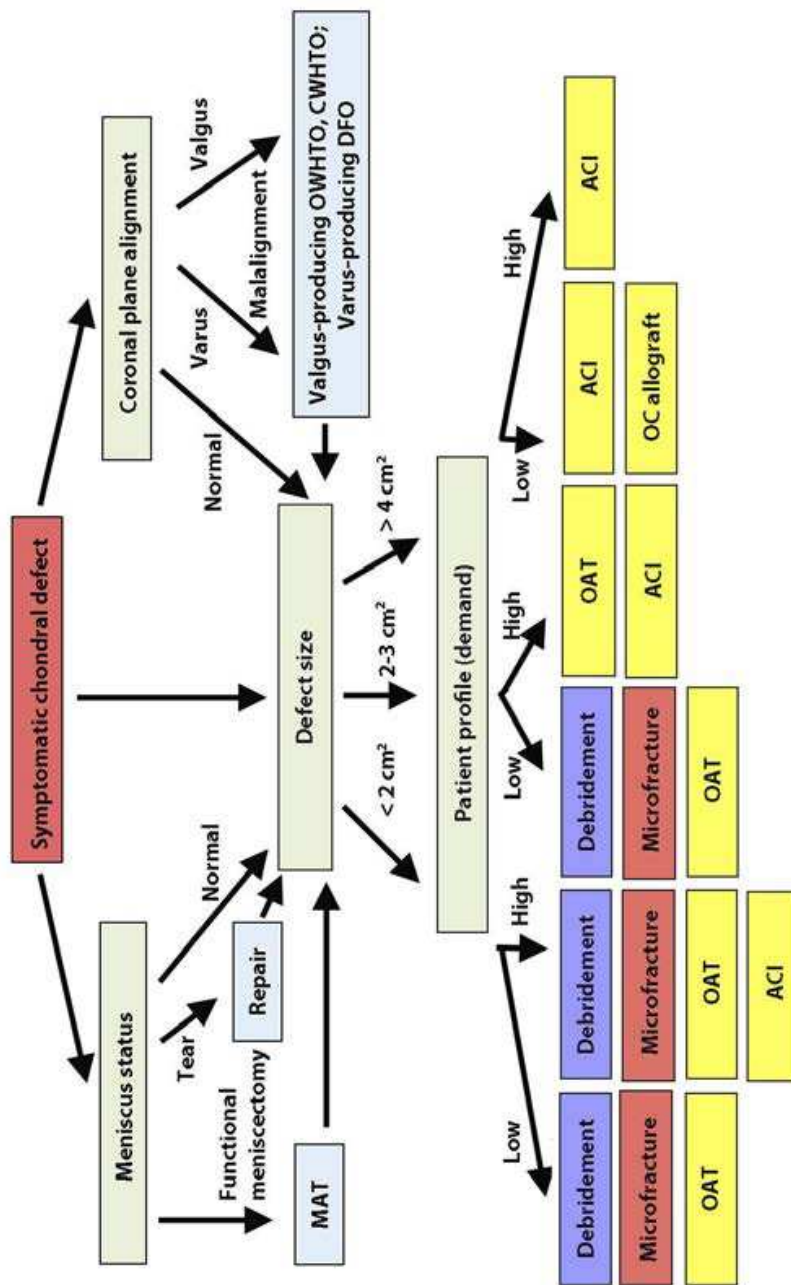 Symptomatic chondral defect
Meniscus status
Coronal plane alignment
Functional
meniscectomy
Tear
Normal
Normal
Varus
Malalignment
Valgus
MAT
Repair
Defect size
Valgus-producing OWHTO, CWHTO;
Varus-producing DFO
< 2 cm²
2-3 cm²
> 4 cm²
Patient profile (demand)
Low
High
Low
High
Low
High
Debridement
Microfracture
OAT
Debridement
Microfracture
OAT
ACI
Debridement
Microfracture
OAT
OAT
ACI
ACI
OC allograft
ACI